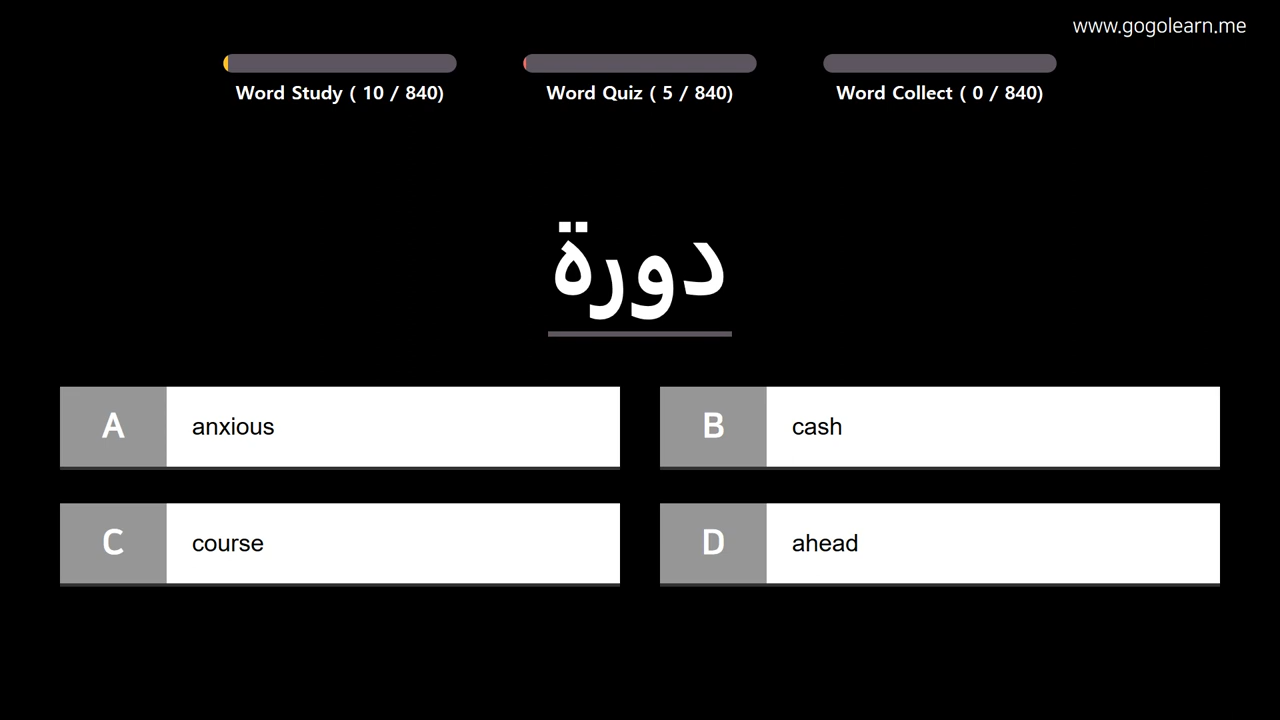 www.gogolearn.me
Word Study ( 10 / 840)
Word Quiz ( 5 / 840)
Word Collect ( 0 / 840)
دورة
A anxious
B cash
C course
D ahead